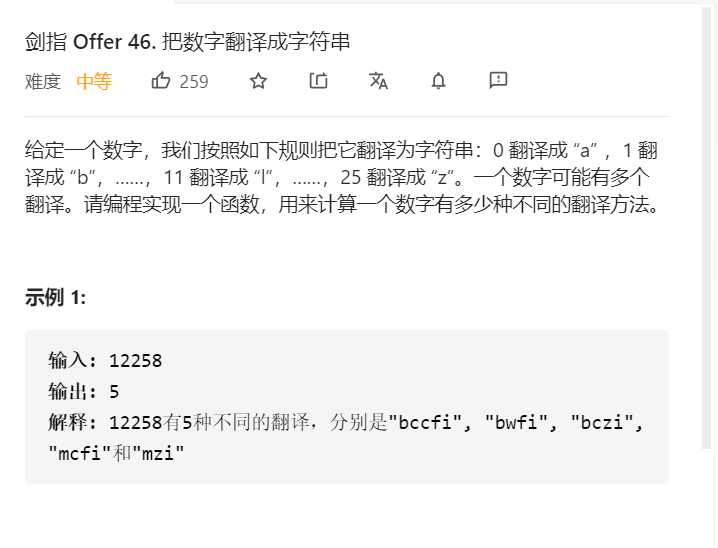 剑指 Offer 46. 把数字翻译成字符串
难度 中等 259
给定一个数字，我们按照如下规则把它翻译为字符串：0 翻译成 “a” ，1 翻
译成 “b”，……，11 翻译成 “l”，……，25 翻译成 “z”。一个数字可能有多个
翻译。请编程实现一个函数，用来计算一个数字有多少种不同的翻译方法。
示例 1:
输入: 12258
输出: 5
解释: 12258有5种不同的翻译，分别是"bccfi", "bwfi", "bczi",
"mcfi"和"mzi"